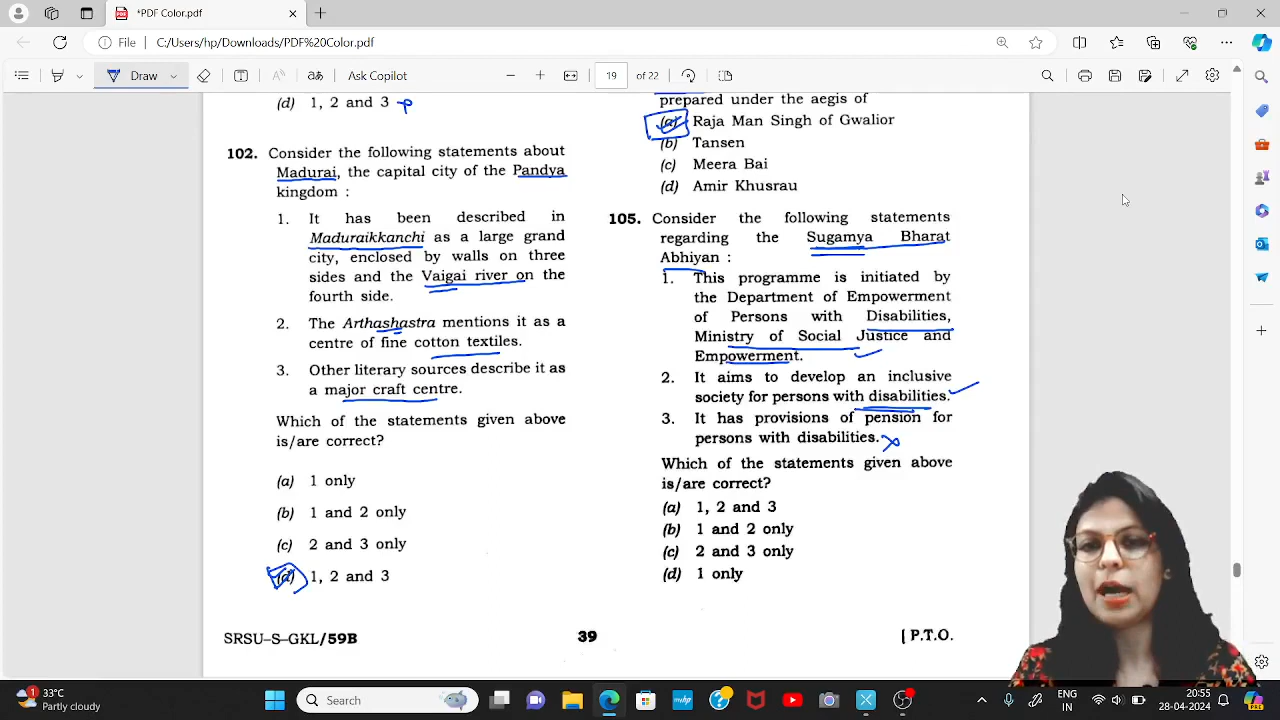 *PDF Color.pdf
File
C:/Users/hp/Downloads/PDF%20Color.pdf
Draw
Ask Copilot
19 of 22
(d) 1, 2 and 3
102. Consider the following statements about
Madurai, the capital city of the Pandya
kingdom :
1. It has been described in
Maduraikkanchi as a large grand
city, enclosed by walls on three
sides and the Vaigai river on the
fourth side.
2. The Arthashastra mentions it as a
centre of fine cotton textiles.
3. Other literary sources describe it as
a major craft centre.
Which of the statements given above
is/are correct?
(a) 1 only
(b) 1 and 2 only
(c) 2 and 3 only
(d) 1, 2 and 3
prepared under the aegis of
(a) Raja Man Singh of Gwalior
(b) Tansen
(c) Meera Bai
(d) Amir Khusrau
105. Consider the following statements
regarding the Sugamya Bharat
Abhiyan :
1. This programme is initiated by
the Department of Empowerment
of Persons with Disabilities,
Ministry of Social Justice and
Empowerment.
2. It aims to develop an inclusive
society for persons with disabilities.
3. It has provisions of pension for
persons with disabilities.
Which of the statements given above
is/are correct?
(a) 1, 2 and 3
(b) 1 and 2 only
(c) 2 and 3 only
(d) 1 only
SRSU–S–GKL/59B
39
[ P.T.O.
33°C
Partly cloudy
Search
ENG
IN
20:55
28-04-2025